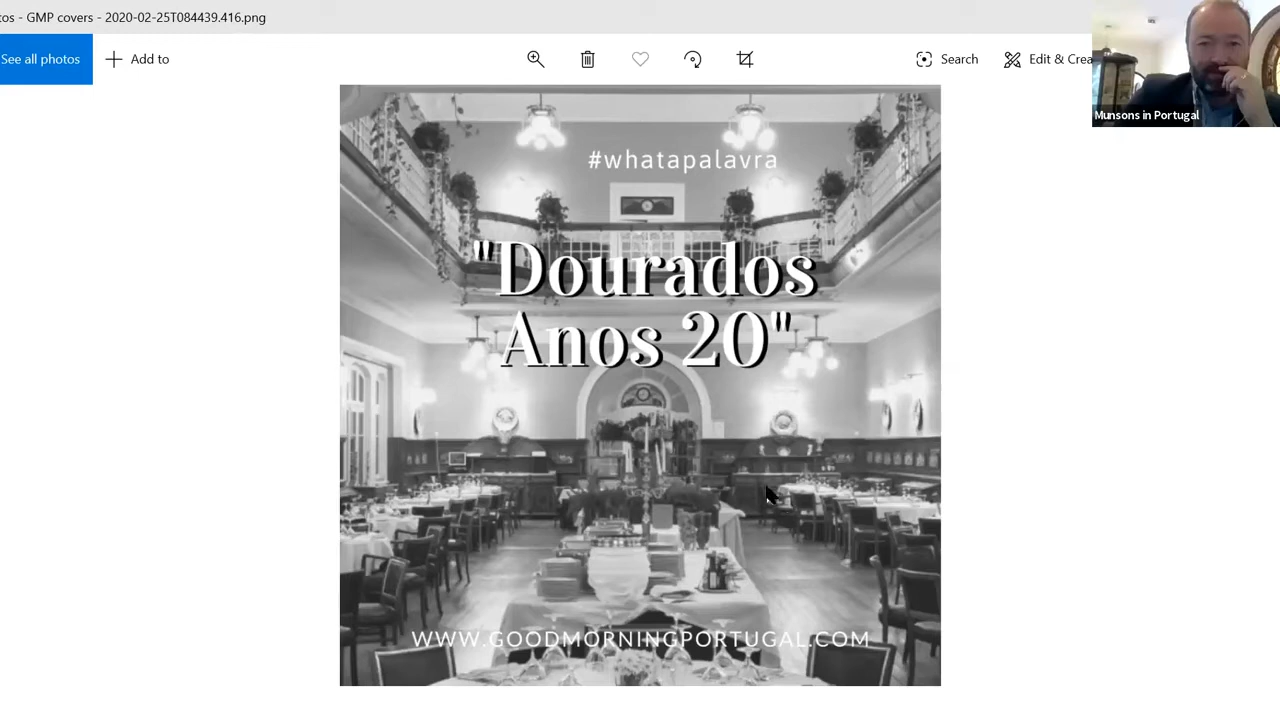 tos - GMP covers - 2020-02-25T084439.416.png
See all photos
Add to
Search
Edit & Crea
Munsons in Portugal
#whatapalavra
"Dourados
Anos 20"
WWW.GOODMORNINGPORTUGAL.COM